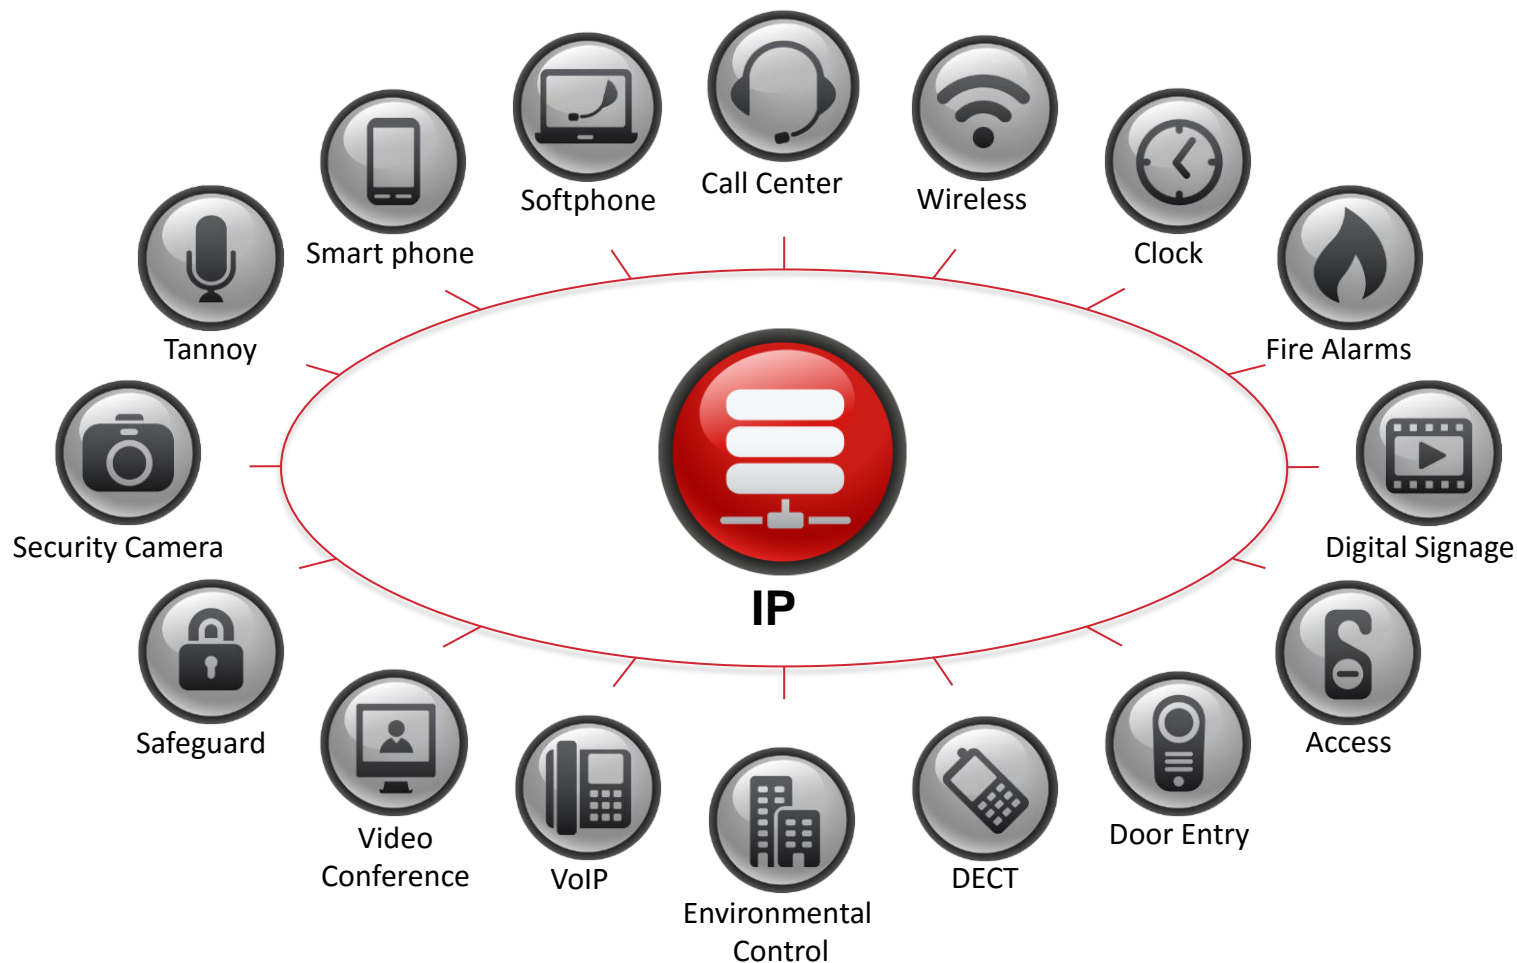 Call Center
Softphone
Wireless
Smart phone
Clock
Tannoy
Fire Alarms
Security Camera
Digital Signage
IP
Safeguard
Access
Video
Conference
VoIP
Environmental
Control
DECT
Door Entry